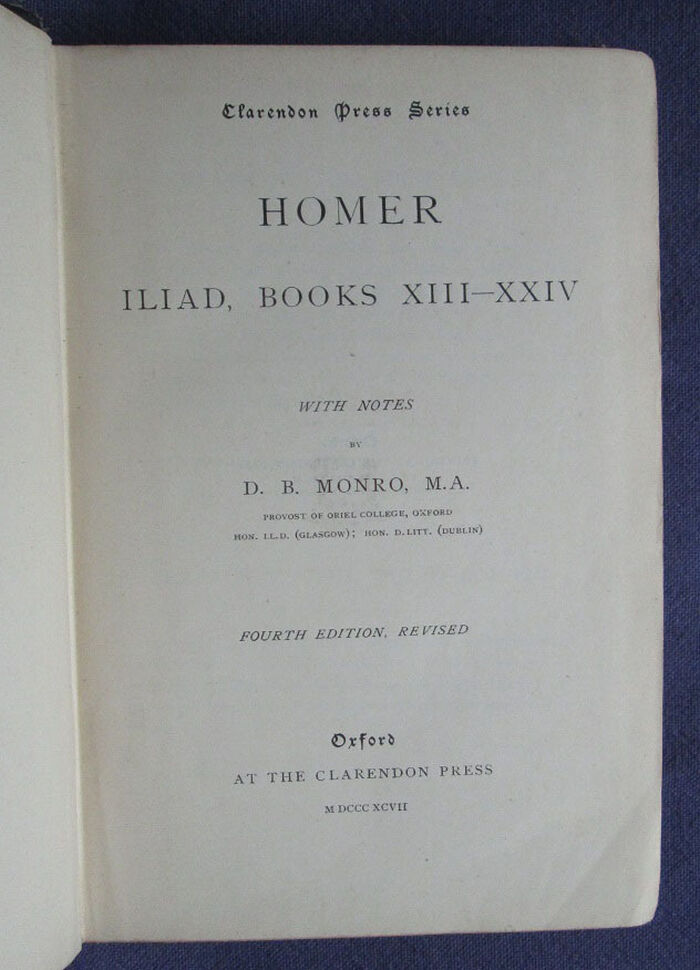 Clarendon Press Series
HOMER
ILIAD, BOOKS XIII—XXIV
WITH NOTES
BY
D. B. MONRO, M.A.
PROVOST OF ORIEL COLLEGE, OXFORD
HON. LL.D. (GLASGOW); HON. D.LITT. (DUBLIN)
FOURTH EDITION, REVISED
Oxford
AT THE CLARENDON PRESS
M DCCC XCVII